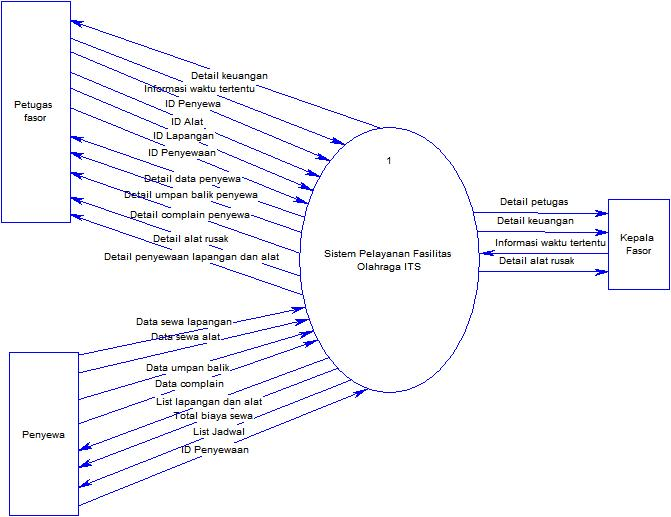 Petugas
fasor
Detail keuangan
Informasi waktu tertentu
ID Penyewa
ID Alat
ID Lapangan
ID Penyewaan
Detail data penyewa
Detail umpan balik penyewa
Detail complain penyewa
Detail alat rusak
Detail penyewaan lapangan dan alat
1
Sistem Pelayanan Fasilitas
Olahraga ITS
Detail petugas
Detail keuangan
Informasi waktu tertentu
Detail alat rusak
Kepala
Fasor
Penyewa
Data sewa lapangan
Data sewa alat
Data umpan balik
Data complain
List lapangan dan alat
Total biaya sewa
List Jadwal
ID Penyewaan